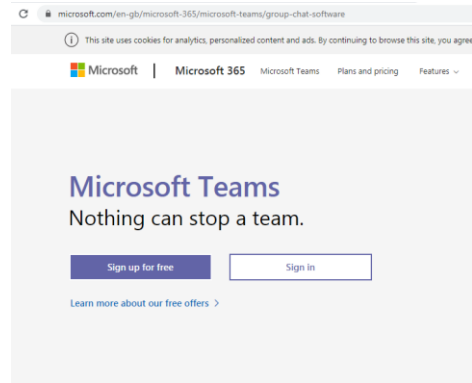 microsoft.com/en-gb/microsoft-365/microsoft-teams/group-chat-software
This site uses cookies for analytics, personalized content and ads. By continuing to browse this site, you agree
Microsoft | Microsoft 365 Microsoft Teams Plans and pricing Features
Microsoft Teams
Nothing can stop a team.
Sign up for free Sign in
Learn more about our free offers >